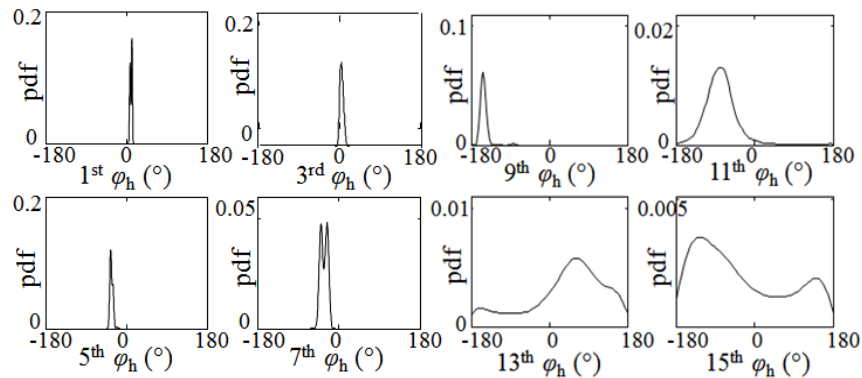 0.2
pdf
0
-180 0 180
1st φh (°)
0.2
pdf
0
-180 0 180
3rd φh (°)
0.1
pdf
0
-180 0 180
9th φh (°)
0.02
pdf
0
-180 0 180
11th φh (°)
0.2
pdf
0
-180 0 180
5th φh (°)
0.05
pdf
0
-180 0 180
7th φh (°)
0.01
pdf
0
-180 0 180
13th φh (°)
0.005
pdf
0
-180 0 180
15th φh (°)